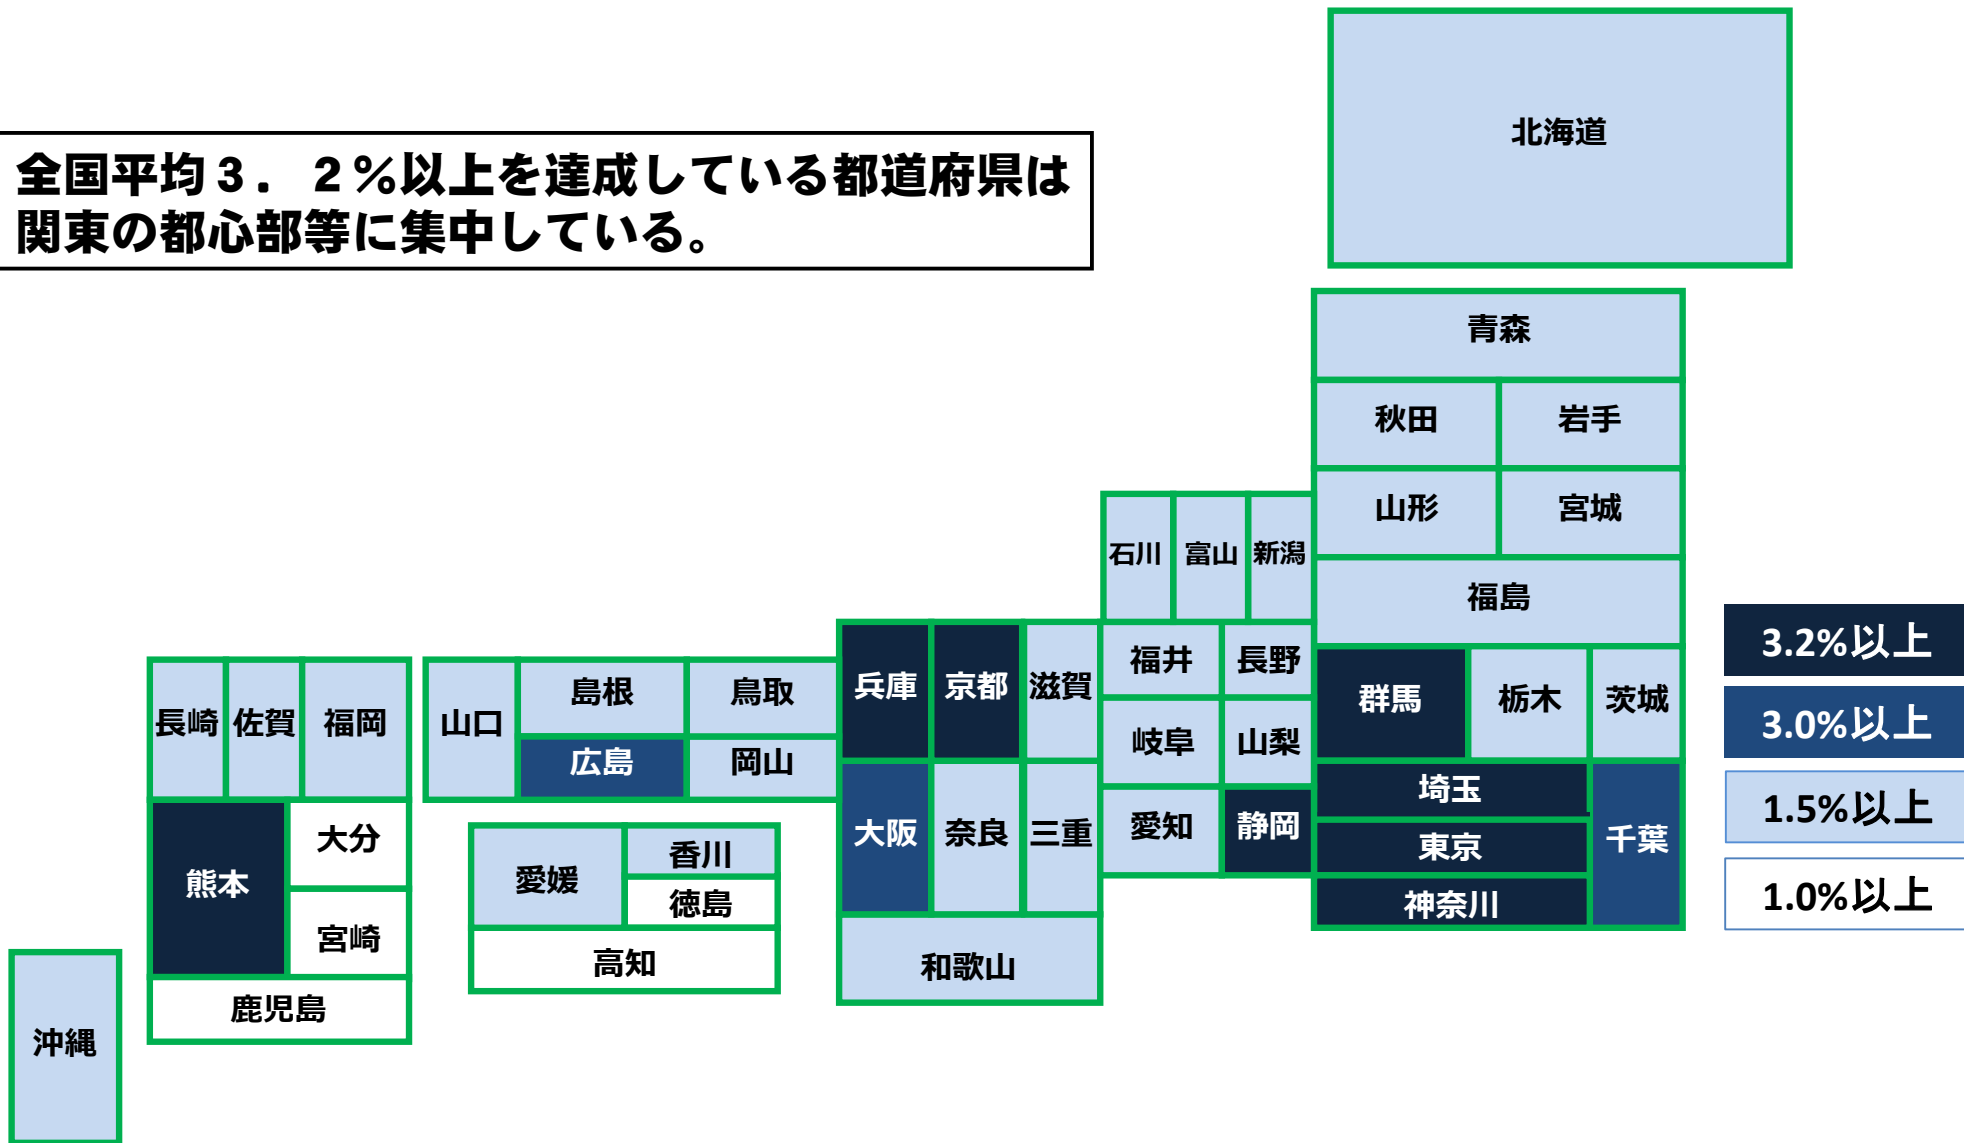 北海道
全国平均３．２％以上を達成している都道府県は
関東の都心部等に集中している。
青森
秋田
岩手
山形
宮城
石川
富山
新潟
福島
3.2%以上
3.0%以上
1.5%以上
1.0%以上
長崎
佐賀
福岡
山口
島根
鳥取
広島
岡山
兵庫
京都
滋賀
福井
長野
群馬
栃木
茨城
岐阜
山梨
埼玉
熊本
大分
宮崎
鹿児島
愛媛
香川
徳島
高知
大阪
奈良
三重
愛知
静岡
東京
千葉
神奈川
和歌山
沖縄